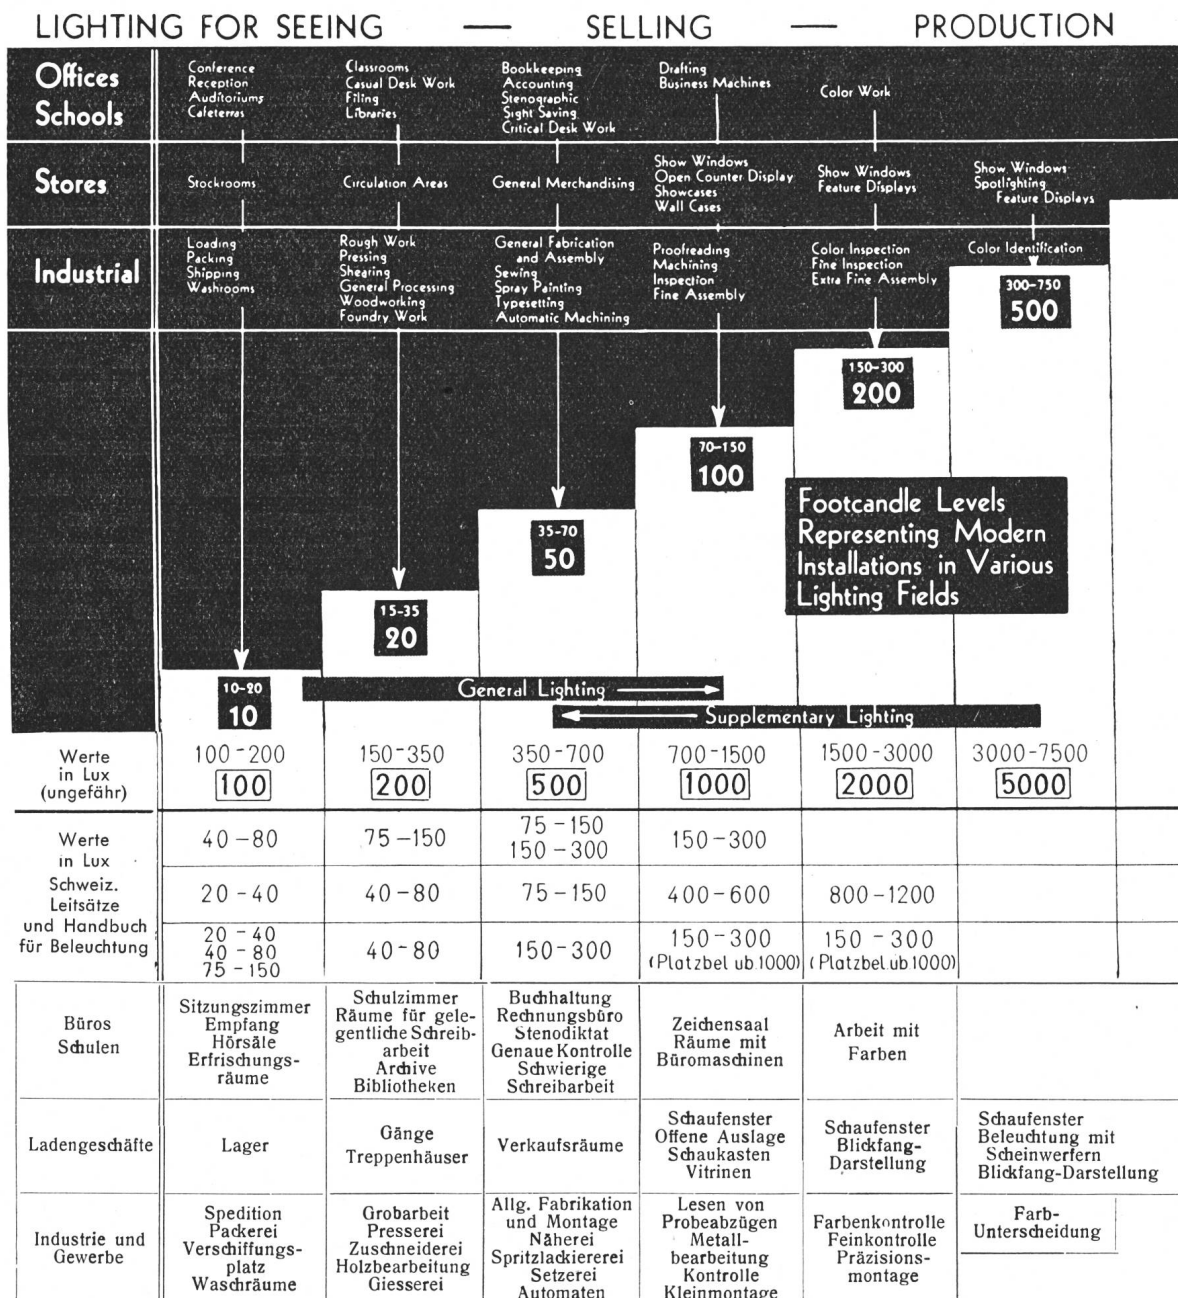 LIGHTING FOR SEEING — SELLING — PRODUCTION
Offices
Schools
Conference
Reception
Auditoriums
Cafeterias
Classrooms
Casual Desk Work
Filing
Libraries
Bookkeeping
Accounting
Stenographic
Sight Saving
Critical Desk Work
Drafting
Business Machines
Color Work
Stores
Stockrooms
Circulation Areas
General Merchandising
Show Windows
Open Counter Display
Showcases
Wall Cases
Show Windows
Feature Displays
Show Windows
Spotlighting
Feature Displays
Industrial
Loading
Packing
Shipping
Washrooms
Rough Work
Pressing
Shearing
General Processing
Woodworking
Foundry Work
General Fabrication
and Assembly
Sewing
Spray Painting
Typesetting
Automatic Machining
Proofreading
Machining
Inspection
Fine Assembly
Color Inspection
Fine Inspection
Extra Fine Assembly
Color Identification
300-750
500
150-300
200
70-150
100
35-70
50
15-35
20
10-20
10
Footcandle Levels
Representing Modern
Installations in Various
Lighting Fields
General Lighting
Supplementary Lighting
Werte
in Lux
(ungefähr)
100-200
100
150-350
200
350-700
500
700-1500
1000
1500-3000
2000
3000-7500
5000
Werte
in Lux
Schweiz.
Leitsätze
und Handbuch
für Beleuchtung
40-80
75-150
75-150
150-300
150-300
20-40
40-80
75-150
400-600
800-1200
20-40
40-80
75-150
40-80
150-300
150-300
(Platzbel üb 1000)
150-300
(Platzbel. üb 1000)
Büros
Schulen
Sitzungszimmer
Empfang
Hörsäle
Erfrischungs-
räume
Schulzimmer
Räume für gele-
gentliche Schreib-
arbeit
Archive
Bibliotheken
Buchhaltung
Rechnungsbüro
Stenodiktat
Genaue Kontrolle
Schwierige
Schreibarbeit
Zeichensaal
Räume mit
Büromaschinen
Arbeit mit
Farben
Ladengeschäfte
Lager
Gänge
Treppenhäuser
Verkaufsräume
Schaufenster
Offene Auslage
Schaukasten
Vitrinen
Schaufenster
Blickfang-
Darstellung
Schaufenster
Beleuchtung mit
Scheinwerfern
Blickfang-Darstellung
Industrie und
Gewerbe
Spedition
Packerei
Verschiffungs-
platz
Waschräume
Grobarbeit
Presserei
Zuschneiderei
Holzbearbeitung
Giesserei
Allg. Fabrikation
und Montage
Näherei
Spritzlackiererei
Setzerei
Automaten
Lesen von
Probeabzügen
Metall-
bearbeitung
Kontrolle
Kleinmontage
Farbenkontrolle
Feinkontrolle
Präzisions-
montage
Farb-
Unterscheidung